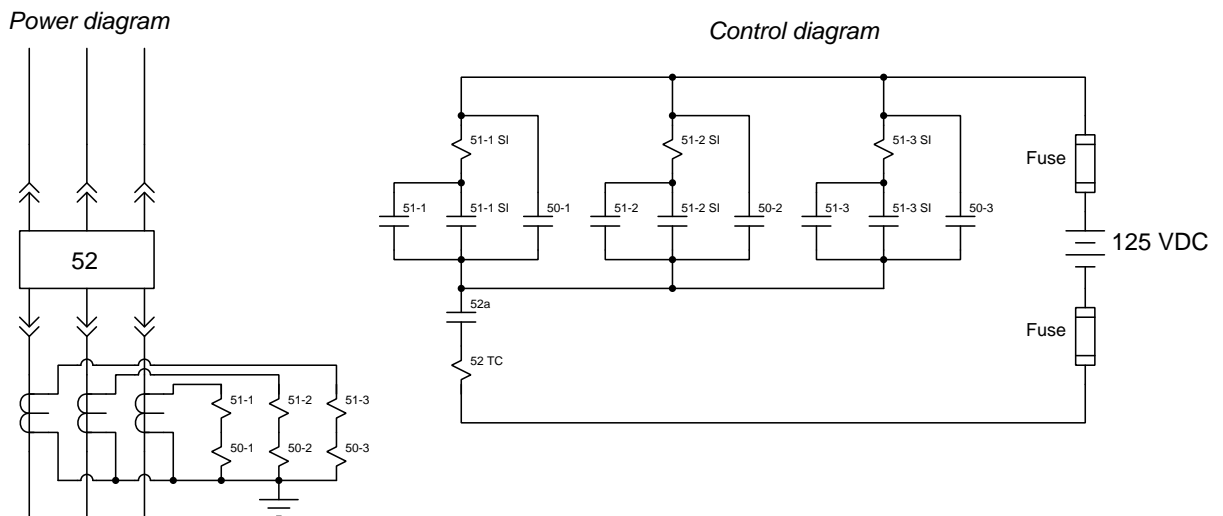 Power diagram
Control diagram
51-1 SI
51-2 SI
51-3 SI
Fuse
51-1
51-1 SI
50-1
51-2
51-2 SI
50-2
51-3
51-3 SI
50-3
125 VDC
52
52a
Fuse
52 TC
51-1
51-2
51-3
50-1
50-2
50-3